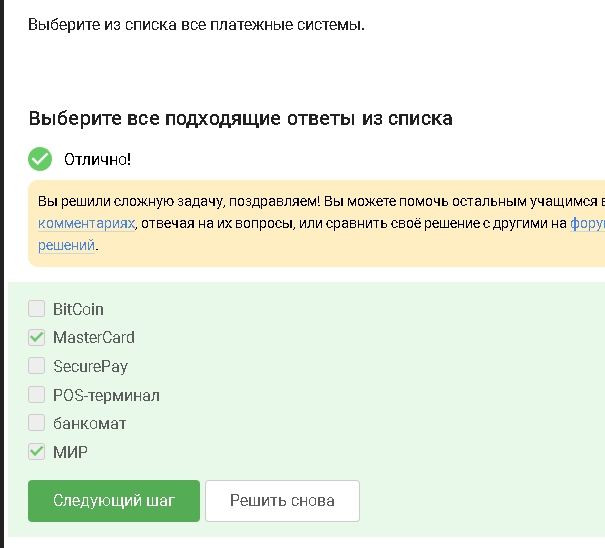 Выберите из списка все платежные системы.
Выберите все подходящие ответы из списка
Отлично!
Вы решили сложную задачу, поздравляем! Вы можете помочь остальным учащимся в
комментариях, отвечая на их вопросы, или сравнить своё решение с другими на
решений.
BitCoin
MasterCard
SecurePay
POS-терминал
банкомат
МИР
Следующий шаг
Решить снова